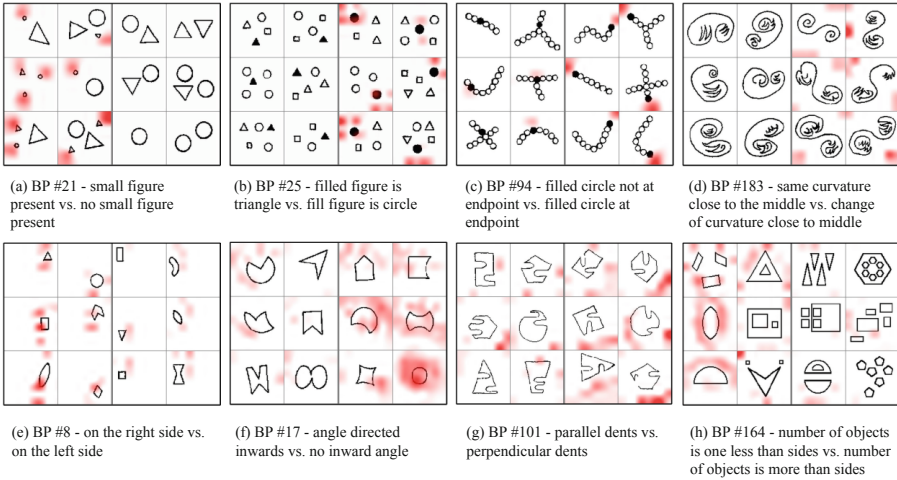 (a) BP #21 - small figure
present vs. no small figure
present
(b) BP #25 - filled figure is
triangle vs. fill figure is circle
(c) BP #94 - filled circle not at
endpoint vs. filled circle at
endpoint
(d) BP #183 - same curvature
close to the middle vs. change
of curvature close to middle
(e) BP #8 - on the right side vs.
on the left side
(f) BP #17 - angle directed
inwards vs. no inward angle
(g) BP #101 - parallel dents vs.
perpendicular dents
(h) BP #164 - number of objects
is one less than sides vs. number
of objects is more than sides